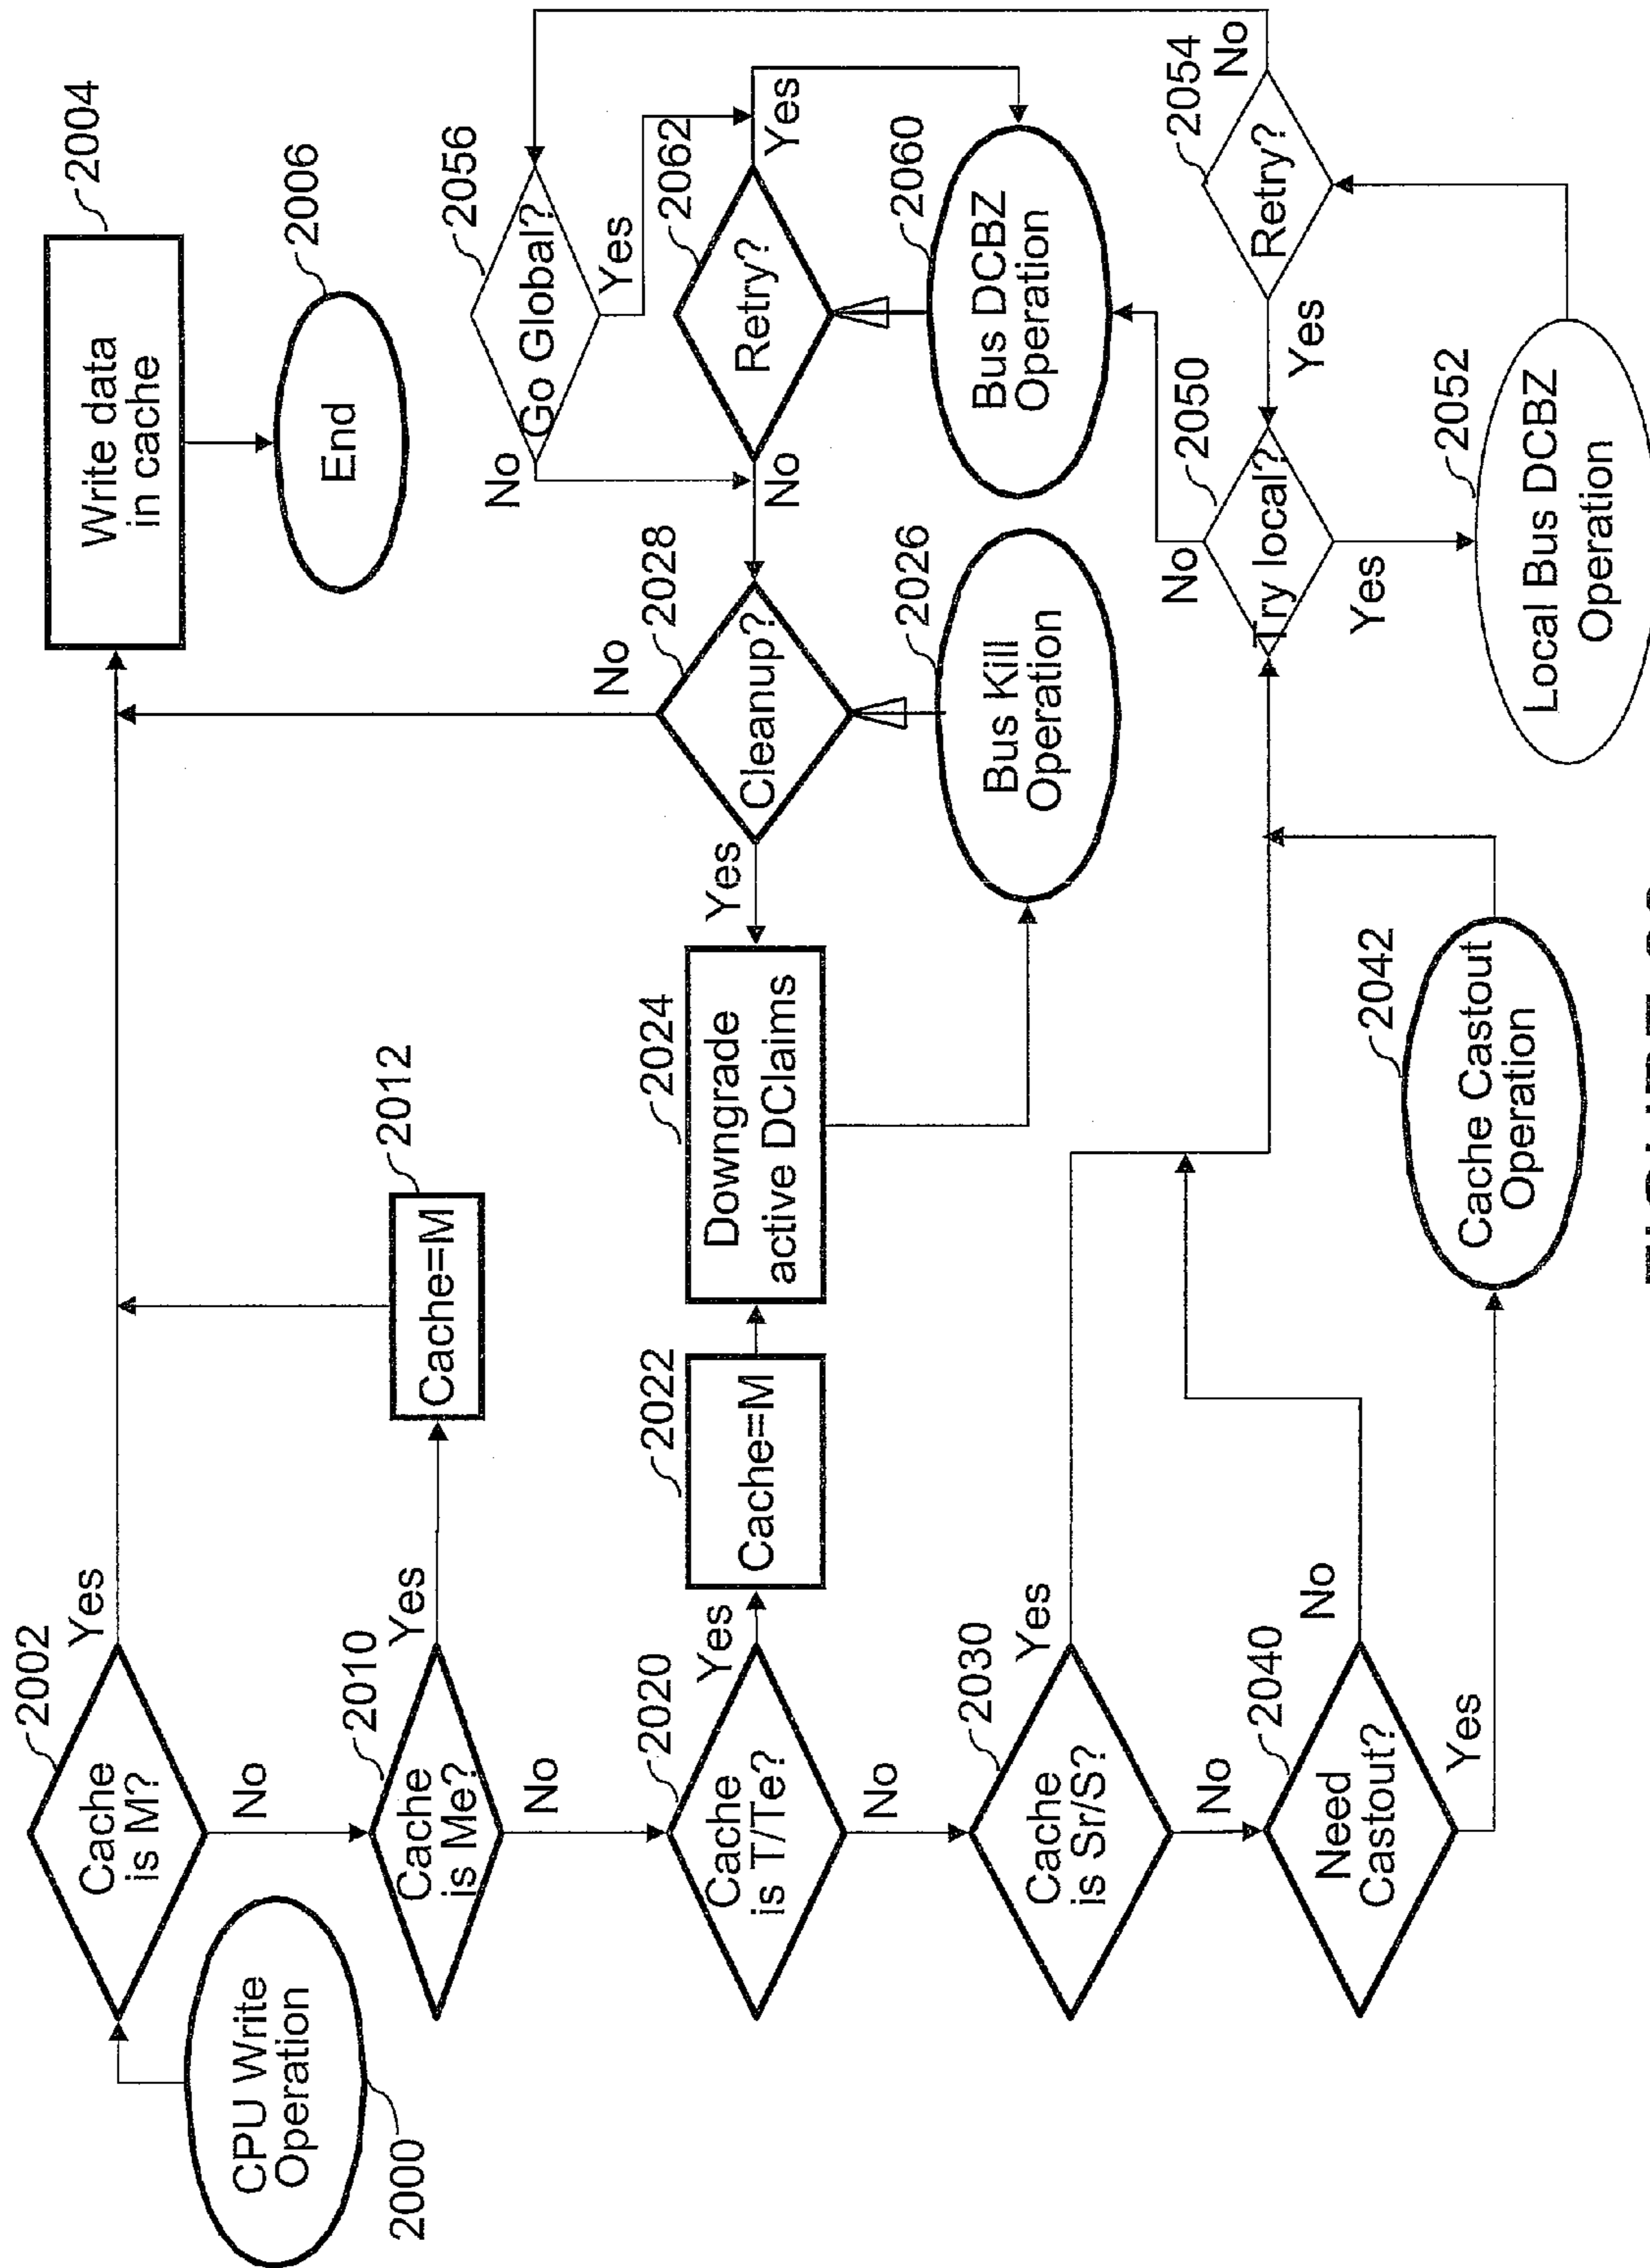 CPU Write
Operation
2000
Cache
is M?
2002
Yes
No
Write data
in cache
2004
End
2006
Cache
is Me?
2010
Yes
No
Cache=M
2012
Cache
is T/Te?
2020
Yes
No
Cache=M
2022
Downgrade
active DClaims
2024
Bus Kill
Operation
2026
Cleanup?
2028
Yes
No
Cache
is Sr/S?
2030
Yes
No
Need
Castout?
2040
No
Yes
Cache Castout
Operation
2042
Try local?
2050
No
Yes
Local Bus DCBZ
Operation
2052
Retry?
2054
Yes
No
Go Global?
2056
No
Yes
Bus DCBZ
Operation
2060
Retry?
2062
No
Yes